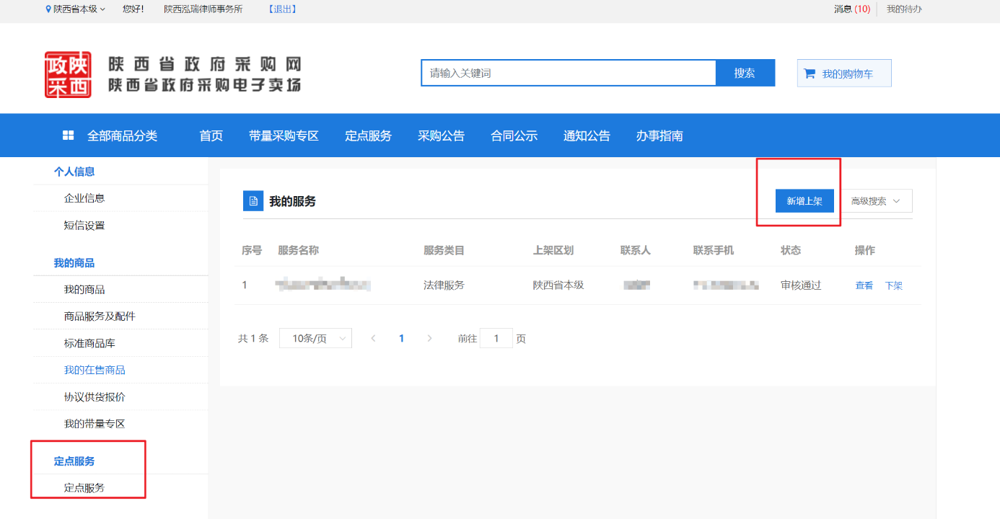 陕西省本级 您好! 陕西泓瑞律师事务所 【退出】 消息 (10) 我的待办
政陕
采西
陕西省政府采购网
陕西省政府采购电子卖场
请输入关键词 搜索 我的购物车
全部商品分类 首页 带量采购专区 定点服务 采购公告 合同公示 通知公告 办事指南
个人信息
企业信息
短信设置
我的商品
我的商品
商品服务及配件
标准商品库
我的在售商品
协议供货报价
我的带量专区
定点服务
定点服务
我的服务 新增上架 高级搜索
序号 服务名称 服务类目 上架区划 联系人 联系手机 状态 操作
1 法律服务 陕西省本级 审核通过 查看 下架
共 1 条 10条/页 1 前往 1 页